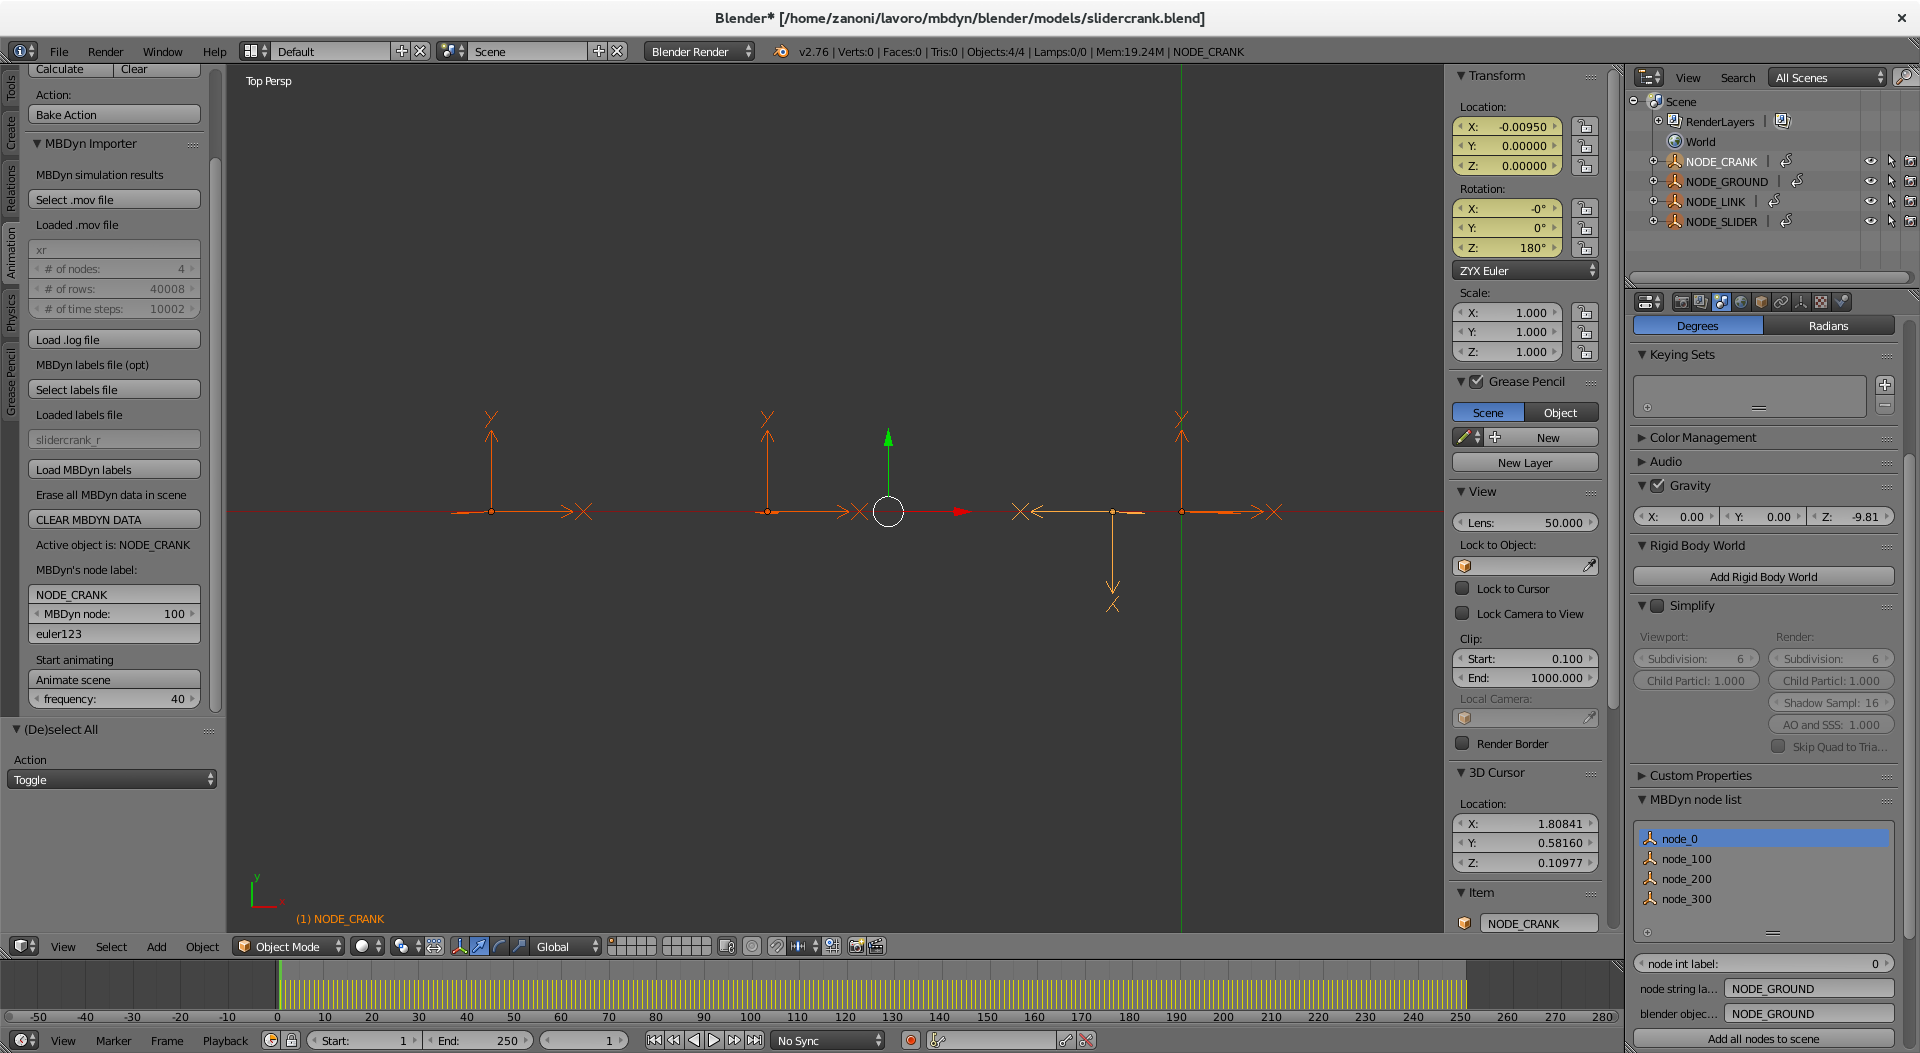 Blender* [/home/zanoni/lavoro/mbdyn/blender/models/slidercrank.blend]
File Render Window Help Default Scene Blender Render v2.76 | Verts:0 | Faces:0 | Tris:0 | Objects:4/4 | Lamps:0/0 | Mem:19.24M | NODE_CRANK
Tools
Create
Relations
Animation
Physics
Grease Pencil
Calculate Clear
Action:
Bake Action
MBDyn Importer
MBDyn simulation results
Select .mov file
Loaded .mov file
xr
# of nodes: 4
# of rows: 40008
# of time steps: 10002
Load .log file
MBDyn labels file (opt)
Select labels file
Loaded labels file
slidercrank_r
Load MBDyn labels
Erase all MBDyn data in scene
CLEAR MBDYN DATA
Active object is: NODE_CRANK
MBDyn's node label:
NODE_CRANK
MBDyn node: 100
euler123
Start animating
Animate scene
frequency: 40
(De)select All
Action
Toggle
Top Persp
Y Y Y
X X X X
Y
y
x
(1) NODE_CRANK
Transform
Location:
X: -0.00950
Y: 0.00000
Z: 0.00000
Rotation:
X: -0°
Y: 0°
Z: 180°
ZYX Euler
Scale:
X: 1.000
Y: 1.000
Z: 1.000
Grease Pencil
Scene Object
New
New Layer
View
Lens: 50.000
Lock to Object:
Lock to Cursor
Lock Camera to View
Clip:
Start: 0.100
End: 1000.000
Local Camera:
Render Border
3D Cursor
Location:
X: 1.80841
Y: 0.58160
Z: 0.10977
Item
NODE_CRANK
View Search All Scenes
Scene
RenderLayers
World
NODE_CRANK
NODE_GROUND
NODE_LINK
NODE_SLIDER
Degrees Radians
Keying Sets
Color Management
Audio
Gravity
X: 0.00 Y: 0.00 Z: -9.81
Rigid Body World
Add Rigid Body World
Simplify
Viewport: Render:
Subdivision: 6 Subdivision: 6
Child Particl: 1.000 Child Particl: 1.000
Shadow Sampl: 16
AO and SSS: 1.000
Skip Quad to Tria...
Custom Properties
MBDyn node list
node_0
node_100
node_200
node_300
node int label: 0
node string la... NODE_GROUND
blender objec... NODE_GROUND
Add all nodes to scene
View Select Add Object Object Mode Global
-50 -40 -30 -20 -10 0 10 20 30 40 50 60 70 80 90 100 110 120 130 140 150 160 170 180 190 200 210 220 230 240 250 260 270 280
View Marker Frame Playback Start: 1 End: 250 1 No Sync